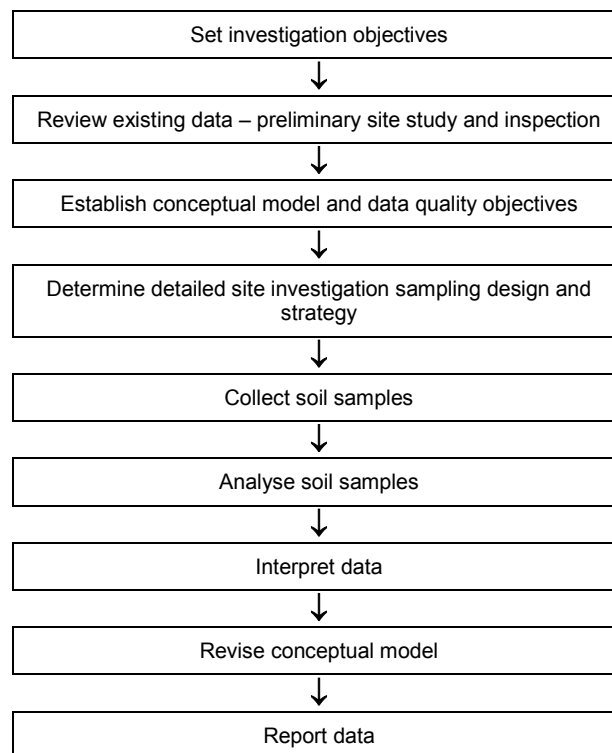 Set investigation objectives
Review existing data – preliminary site study and inspection
Establish conceptual model and data quality objectives
Determine detailed site investigation sampling design and
strategy
Collect soil samples
Analyse soil samples
Interpret data
Revise conceptual model
Report data